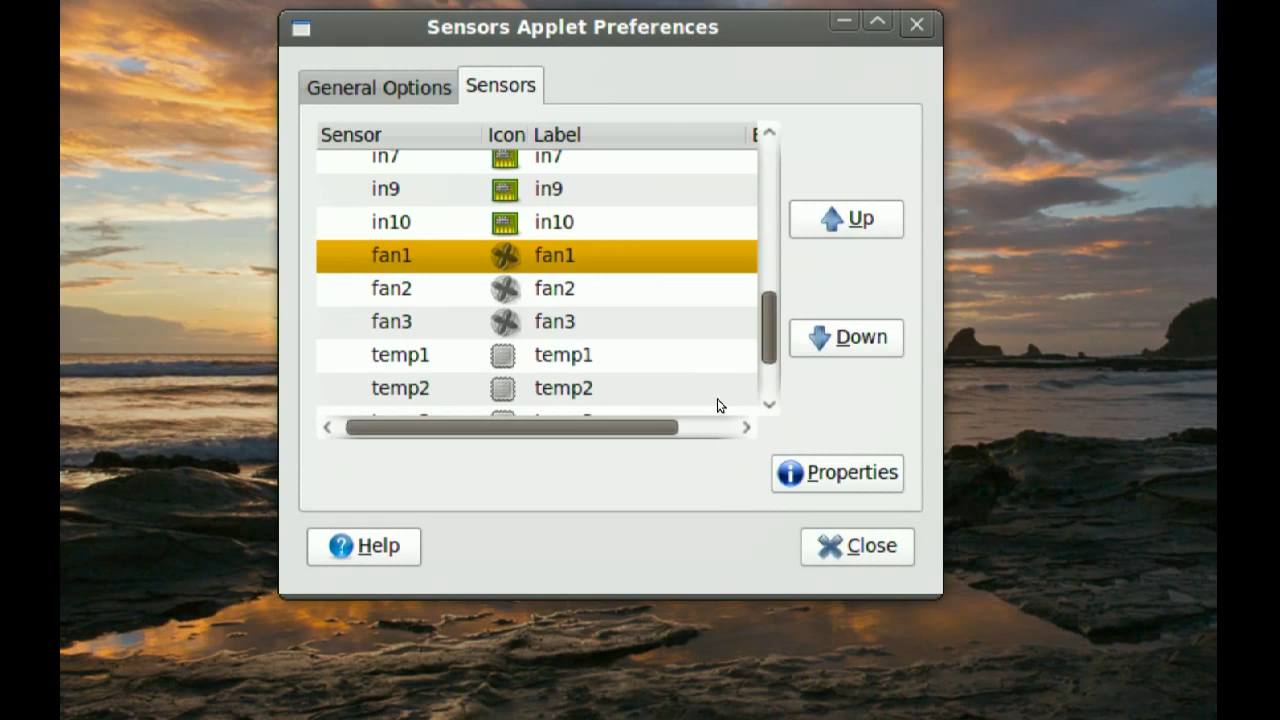 Sensors Applet Preferences
General Options Sensors
Sensor Icon Label
in7 in7
in9 in9
in10 in10
fan1 fan1
fan2 fan2
fan3 fan3
temp1 temp1
temp2 temp2
Up
Down
Properties
Help Close